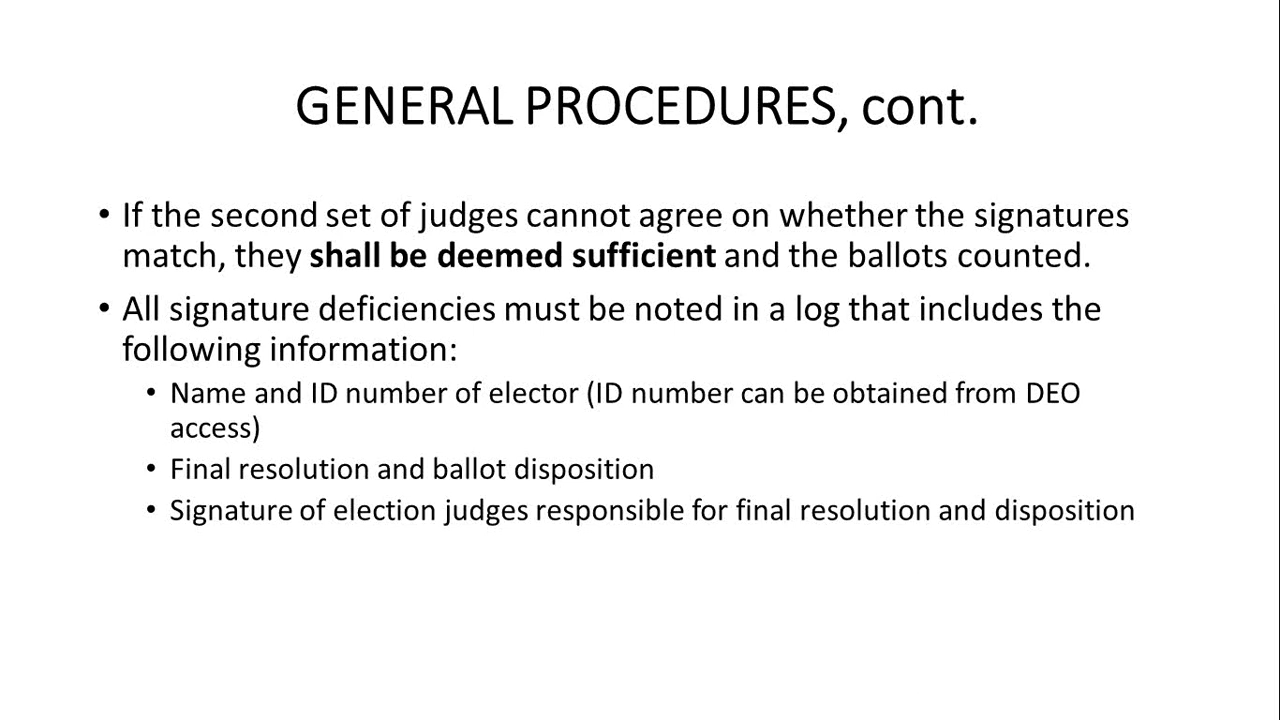 GENERAL PROCEDURES, cont.
• If the second set of judges cannot agree on whether the signatures
match, they shall be deemed sufficient and the ballots counted.
• All signature deficiencies must be noted in a log that includes the
following information:
• Name and ID number of elector (ID number can be obtained from DEO
access)
• Final resolution and ballot disposition
• Signature of election judges responsible for final resolution and disposition